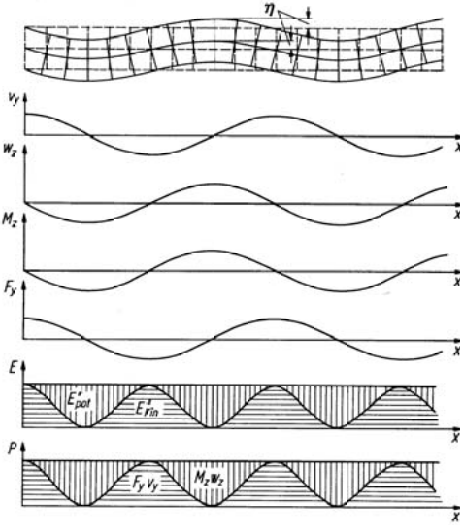 η
v_y
x
w_z
x
M_z
x
F_y
x
E
E''_pot E''_kin
x
P
F_y v_y M_z w_z
x